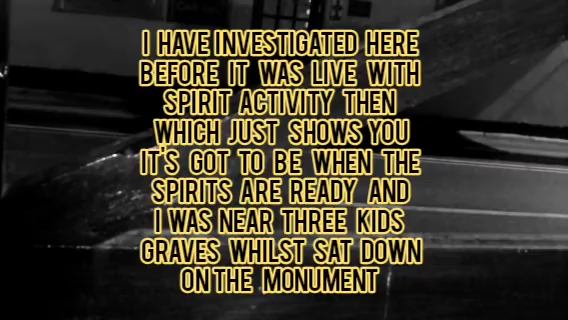 I HAVE INVESTIGATED HERE
BEFORE IT WAS LIVE WITH
SPIRIT ACTIVITY THEN
WHICH JUST SHOWS YOU
IT'S GOT TO BE WHEN THE
SPIRITS ARE READY AND
I WAS NEAR THREE KIDS
GRAVES WHILST SAT DOWN
ON THE MONUMENT